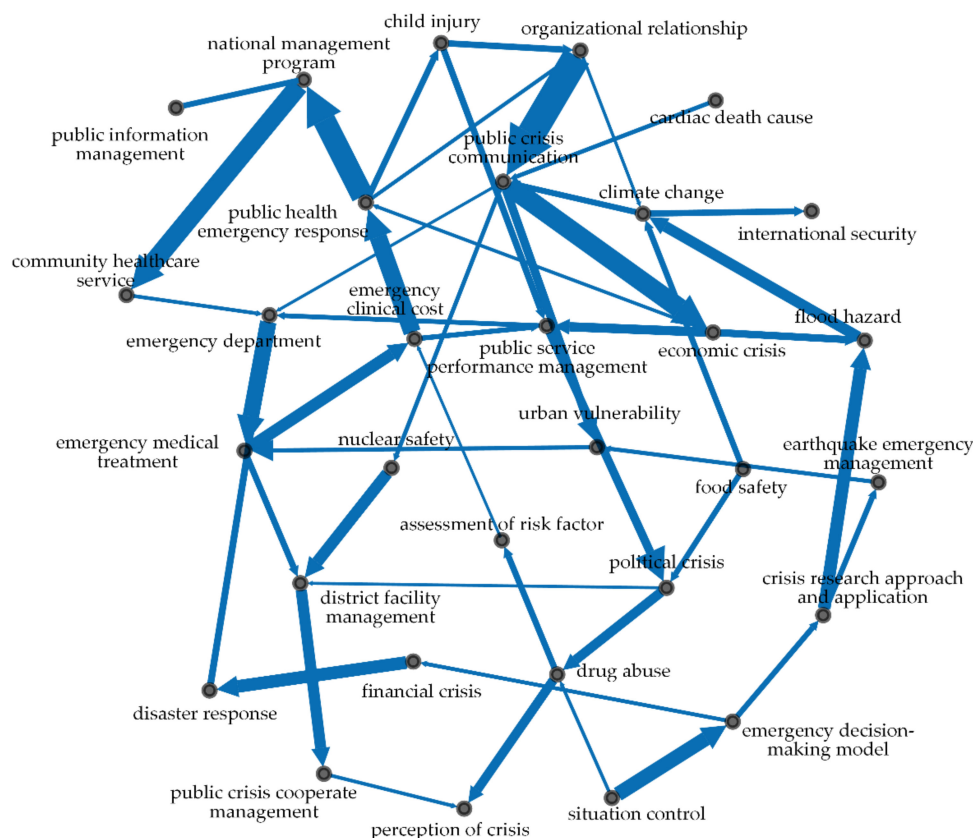 child injury
organizational relationship
national management
program
public information
management
cardiac death cause
public crisis
communication
climate change
public health
emergency response
international security
community healthcare
service
emergency
clinical cost
emergency department
public service
performance management
economic crisis
flood hazard
urban vulnerability
emergency medical
treatment
nuclear safety
earthquake emergency
management
food safety
assessment of risk factor
political crisis
district facility
management
crisis research approach
and application
drug abuse
financial crisis
disaster response
emergency decision-
making model
public crisis cooperate
management
perception of crisis
situation control